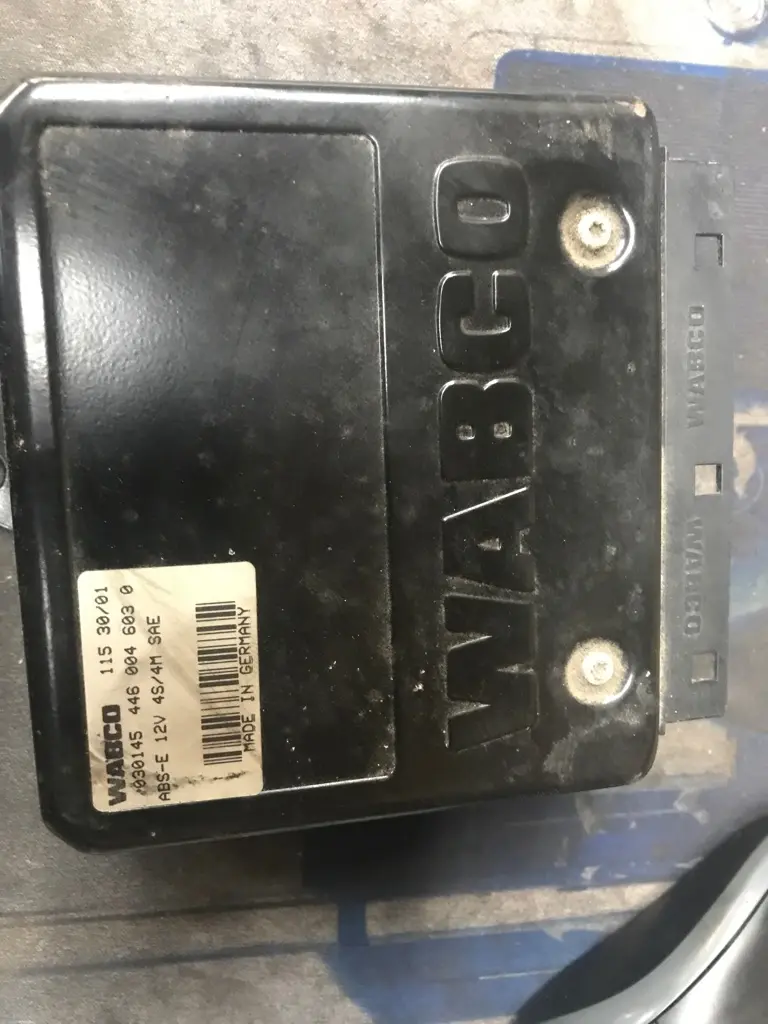 WABCO 115 30/01
030145 446 004 603 0
ABS-E 12V 4S/4M SAE
MADE IN GERMANY
WABCO
WABCO
WABCO